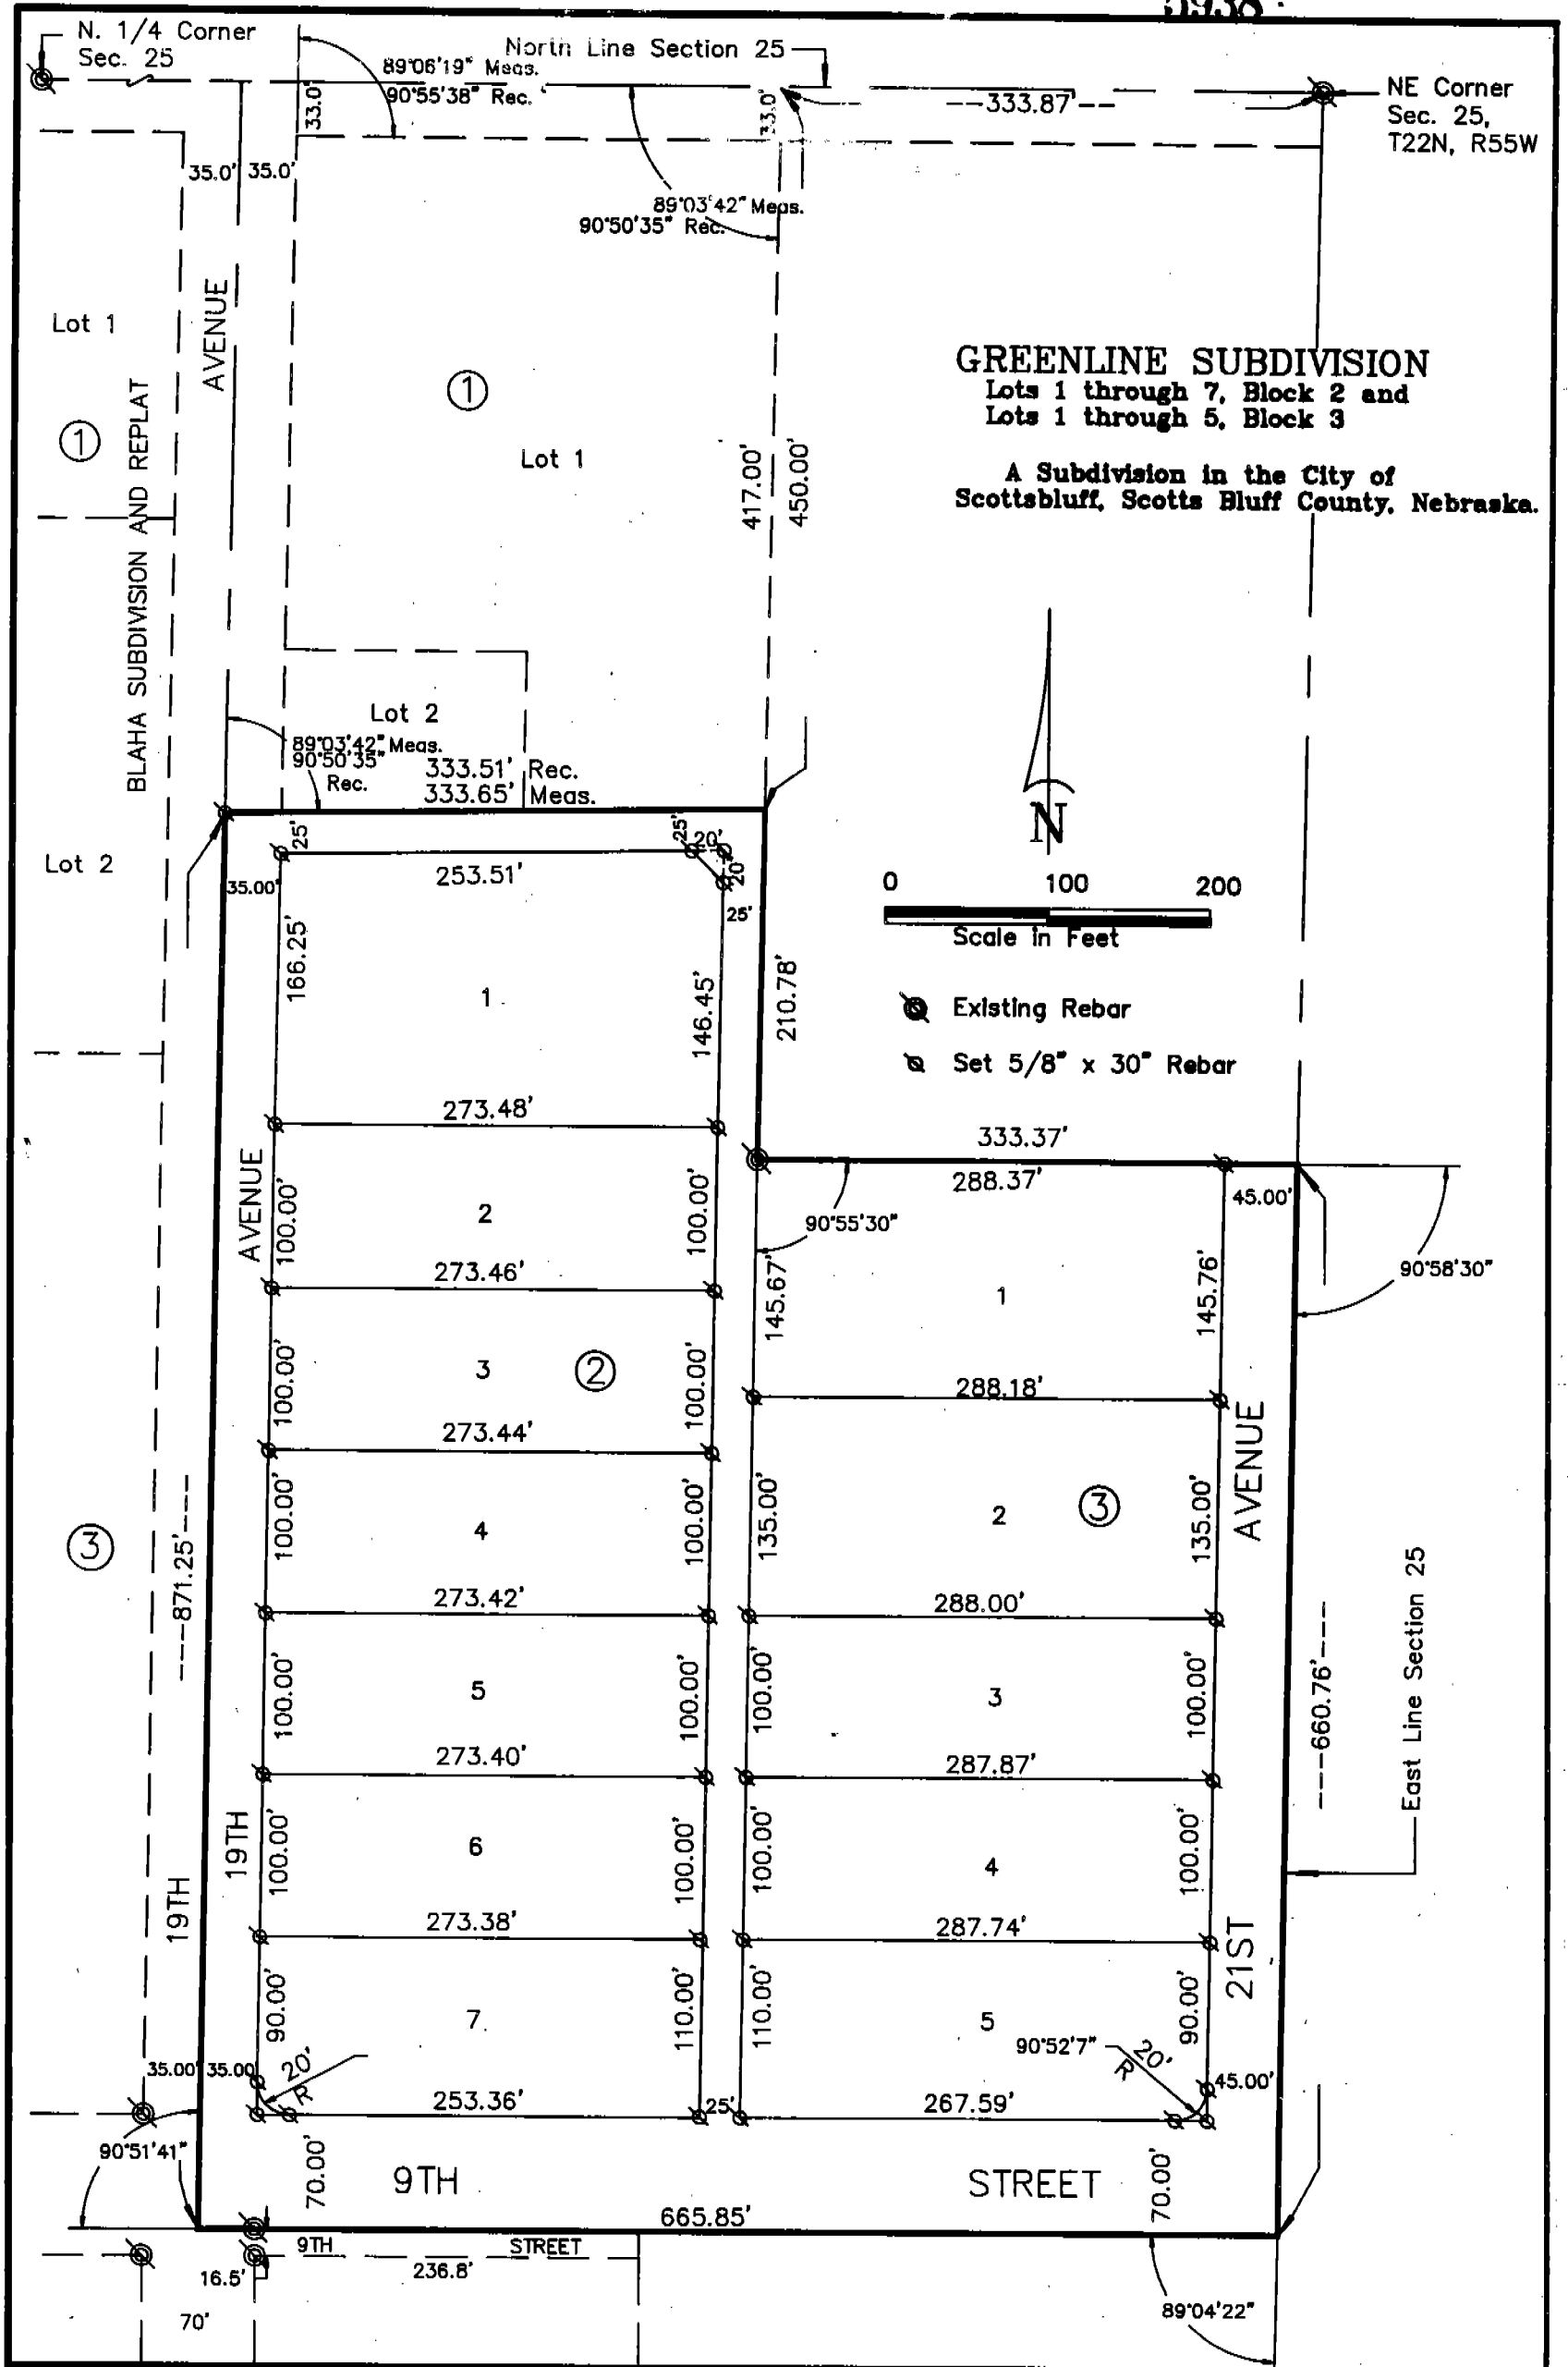 5938
N. 1/4 Corner
Sec. 25
North Line Section 25
89°06'19" Meas.
90°55'38" Rec.
33.0'
33.0'
---333.87'--
NE Corner
Sec. 25,
T22N, R55W
35.0'
35.0'
89°03'42" Meas.
90°50'35" Rec.
Lot 1
AVENUE
1
1
BLAHA SUBDIVISION AND REPLAT
Lot 1
417.00'
450.00'
GREENLINE SUBDIVISION
Lots 1 through 7, Block 2 and
Lots 1 through 5, Block 3
A Subdivision in the City of
Scottsbluff, Scotts Bluff County, Nebraska.
Lot 2
89°03'42" Meas.
90°50'35"
Rec.
333.51' Rec.
333.65' Meas.
N
Lot 2
25'
25'
20'
20'
253.51'
35.00'
25'
0 100 200
Scale in Feet
166.25'
1
146.45'
210.78'
Existing Rebar
Set 5/8" x 30" Rebar
273.48'
333.37'
288.37'
45.00'
AVENUE
100.00'
2
100.00'
90°55'30"
90°58'30"
273.46'
145.67'
1
145.76'
100.00'
3
2
100.00'
288.18'
273.44'
AVENUE
100.00'
4
100.00'
135.00'
2
3
135.00'
3
---871.25'----
273.42'
288.00'
East Line Section 25
100.00'
5
100.00'
100.00'
3
100.00'
----660.76'----
273.40'
287.87'
19TH
19TH
100.00'
6
100.00'
100.00'
4
100.00'
273.38'
287.74'
21ST
90.00'
7
110.00'
110.00'
5
90.00'
90°52'7"
35.00'
35.00'
20'
R
20'
R
45.00'
253.36'
25'
267.59'
90°51'41"
70.00'
9TH
STREET
70.00'
665.85'
9TH
STREET
16.5'
236.8'
70'
89°04'22"